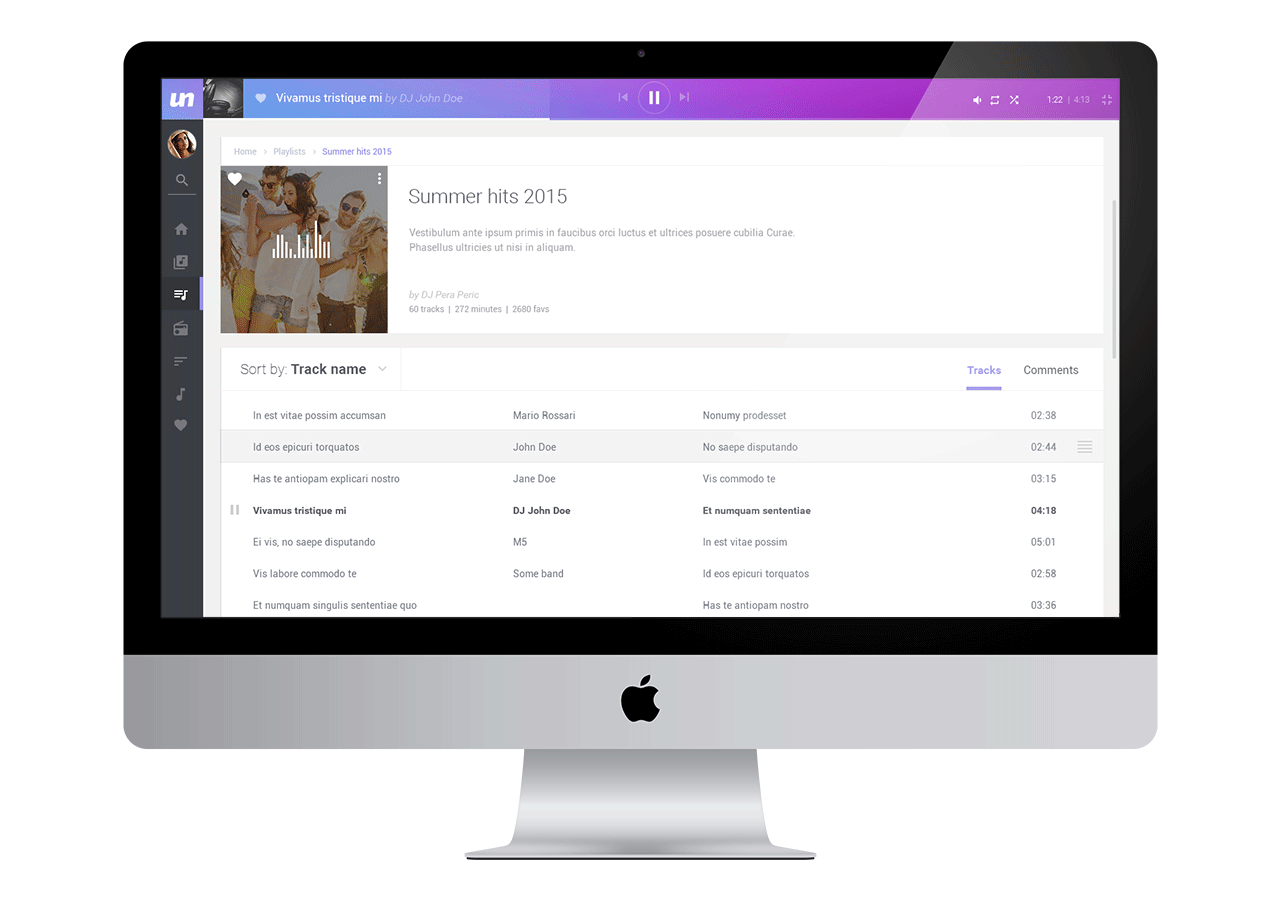 un
Vivamus tristique mi by DJ John Doe
1:22 | 4:13
Home > Playlists > Summer hits 2015
Summer hits 2015
Vestibulum ante ipsum primis in faucibus orci luctus et ultrices posuere cubilia Curae.
Phasellus ultricies ut nisi in aliquam.
by DJ Pera Peric
60 tracks | 272 minutes | 2680 favs
Sort by: Track name
Tracks Comments
In est vitae possim accumsan Mario Rossari Nonumy prodesset 02:38
Id eos epicuri torquatos John Doe No saepe disputando 02:44
Has te antiopam explicari nostro Jane Doe Vis commodo te 03:15
Vivamus tristique mi DJ John Doe Et numquam sententiae 04:18
Ei vis, no saepe disputando M5 In est vitae possim 05:01
Vis labore commodo te Some band Id eos epicuri torquatos 02:58
Et numquam singulis sententiae quo Has te antiopam nostro 03:36